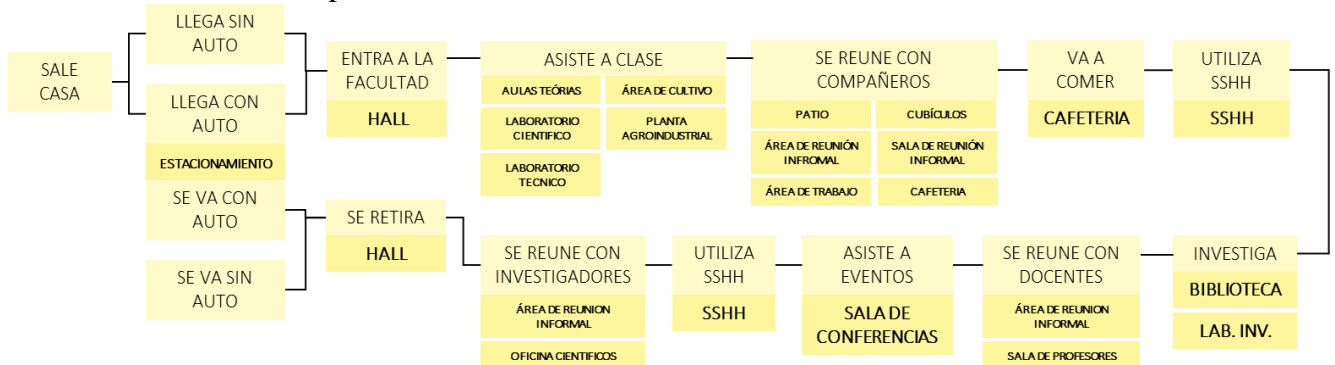 SALE
CASA
LLEGA SIN
AUTO
LLEGA CON
AUTO
ESTACIONAMIENTO
ENTRA A LA
FACULTAD
HALL
ASISTE A CLASE
AULAS TEÓRIAS
ÁREA DE CULTIVO
LABORATORIO
CIENTIFICO
PLANTA
AGROINDUSTRIAL
LABORATORIO
TECNICO
SE REUNE CON
COMPAÑEROS
PATIO
CUBÍCULOS
ÁREA DE REUNIÓN
INFROMAL
SALA DE REUNIÓN
INFORMAL
ÁREA DE TRABAJO
CAFETERIA
VA A
COMER
CAFETERIA
UTILIZA
SSHH
SSHH
INVESTIGA
BIBLIOTECA
LAB. INV.
SE REUNE CON
DOCENTES
ÁREA DE REUNION
INFORMAL
SALA DE PROFESORES
ASISTE A
EVENTOS
SALA DE
CONFERENCIAS
UTILIZA
SSHH
SSHH
SE REUNE CON
INVESTIGADORES
ÁREA DE REUNION
INFORMAL
OFICINA CIENTIFICOS
SE RETIRA
HALL
SE VA CON
AUTO
SE VA SIN
AUTO